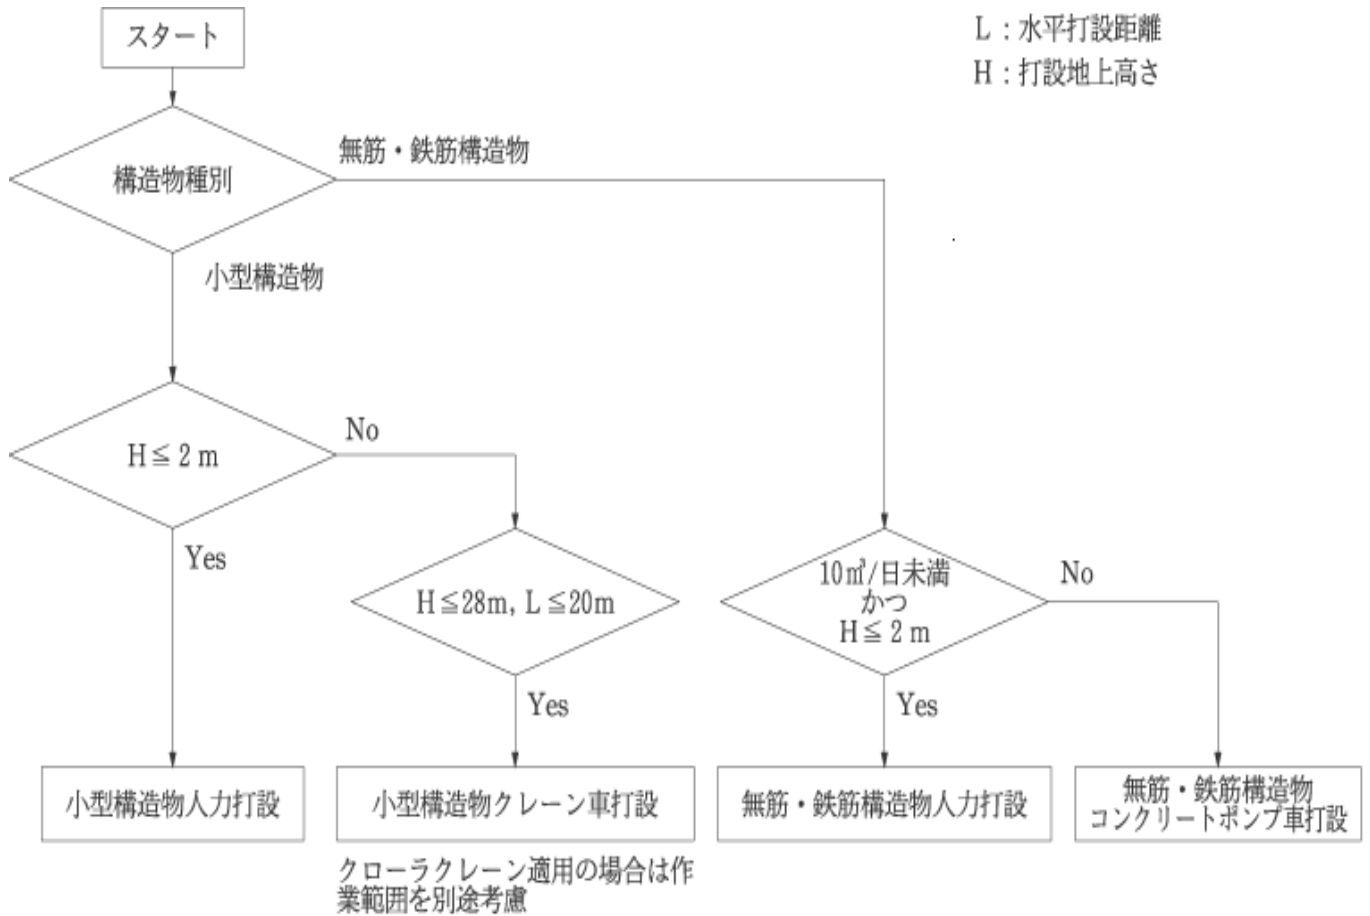 スタート
L:水平打設距離
H:打設地上高さ
構造物種別
無筋・鉄筋構造物
小型構造物
H≦2m
No
Yes
H≦28m, L≦20m
Yes
10㎥/日未満
かつ
H≦2m
No
Yes
小型構造物人力打設
小型構造物クレーン車打設
クローラクレーン適用の場合は作
業範囲を別途考慮
無筋・鉄筋構造物人力打設
無筋・鉄筋構造物
コンクリートポンプ車打設